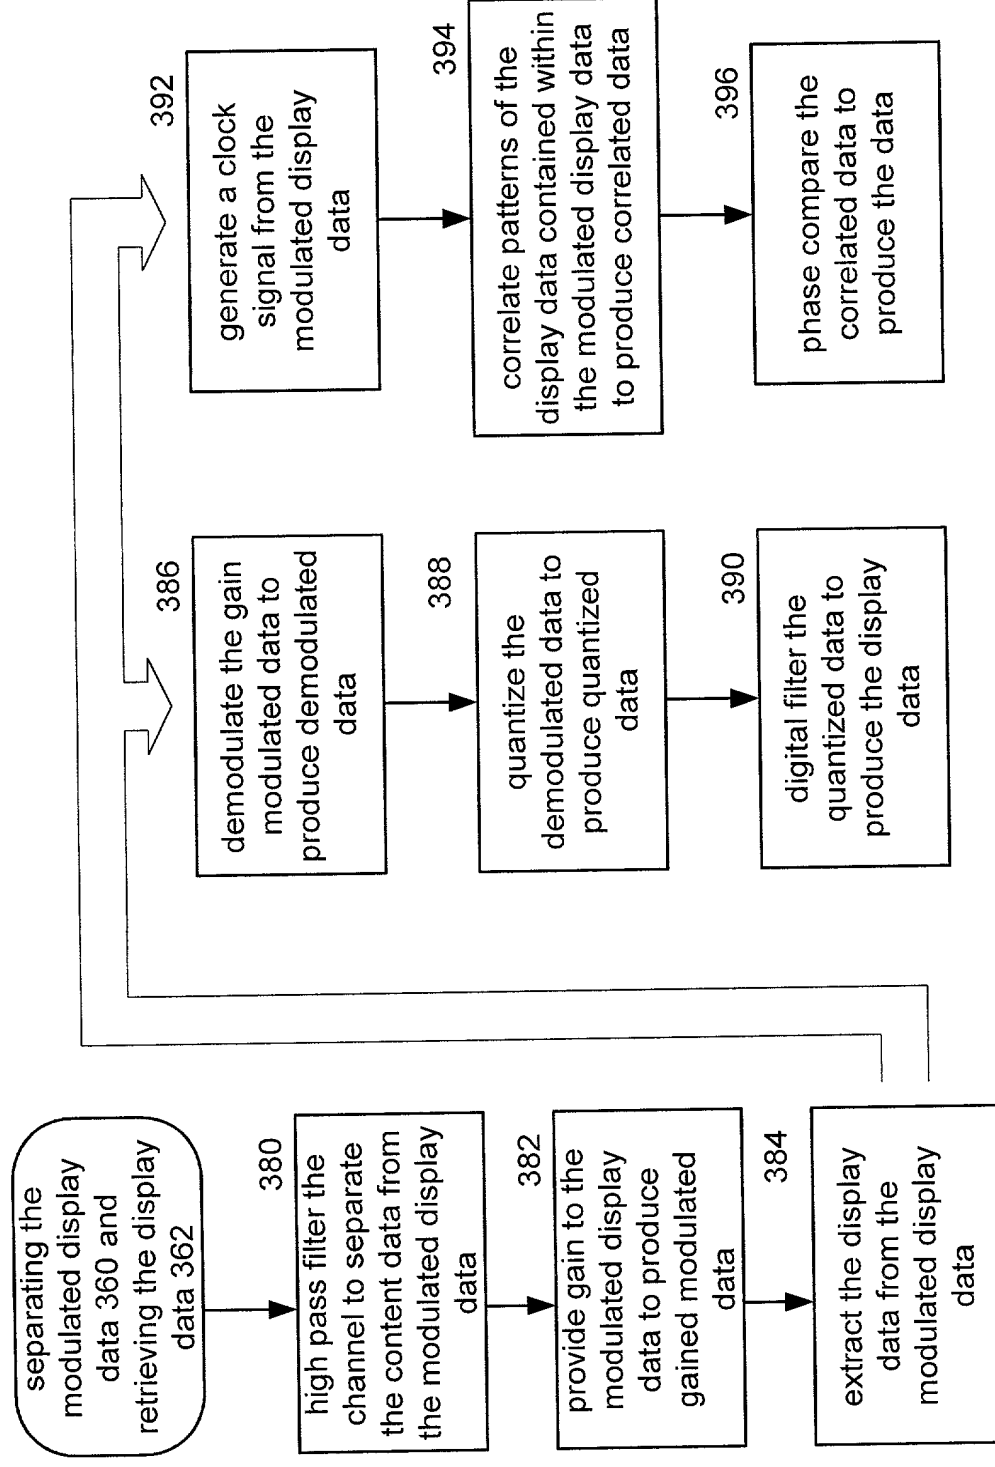 separating the
modulated display
data 360 and
retrieving the display
data 362
380
high pass filter the
channel to separate
the content data from
the modulated display
data
382
provide gain to the
modulated display
data to produce
gained modulated
data
384
extract the display
data from the
modulated display
data
386
demodulate the gain
modulated data to
produce demodulated
data
388
quantize the
demodulated data to
produce quantized
data
390
digital filter the
quantized data to
produce the display
data
392
generate a clock
signal from the
modulated display
data
394
correlate patterns of the
display data contained within
the modulated display data
to produce correlated data
396
phase compare the
correlated data to
produce the data